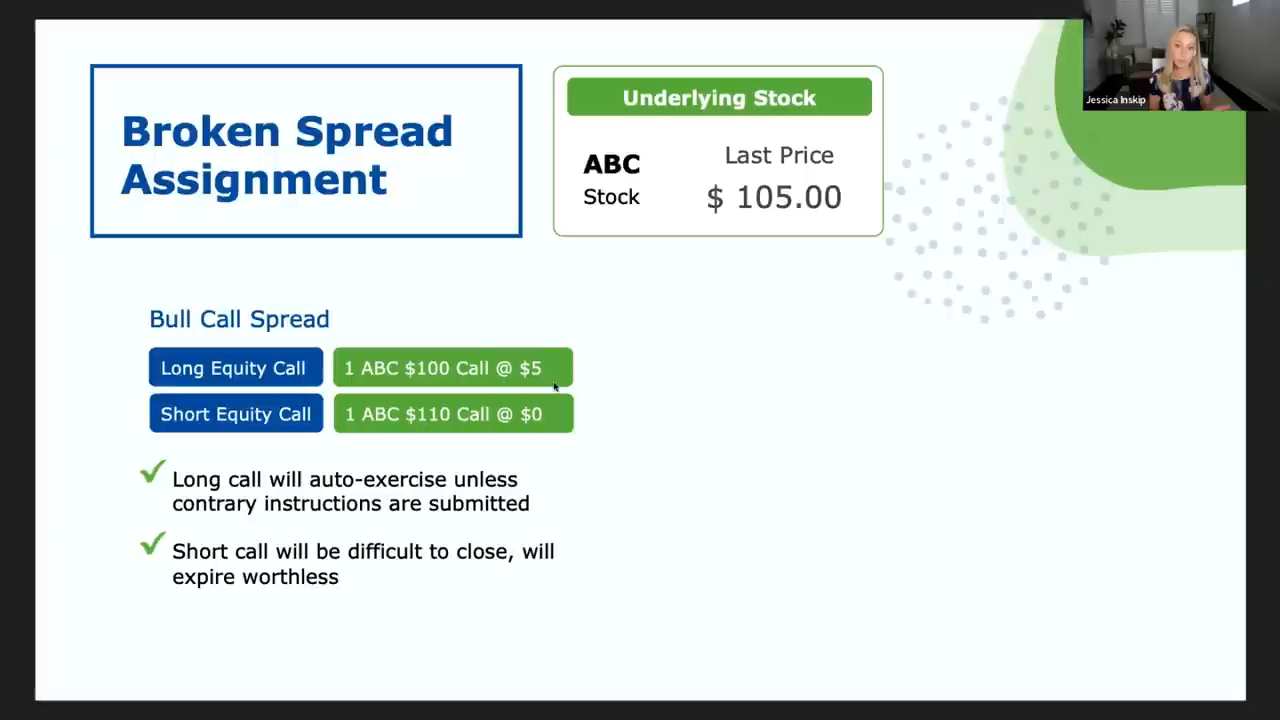 Jessica Inskip
Broken Spread
Assignment
Underlying Stock
ABC
Stock
Last Price
$ 105.00
Bull Call Spread
Long Equity Call
1 ABC $100 Call @ $5
Short Equity Call
1 ABC $110 Call @ $0
✓ Long call will auto-exercise unless
contrary instructions are submitted
✓ Short call will be difficult to close, will
expire worthless